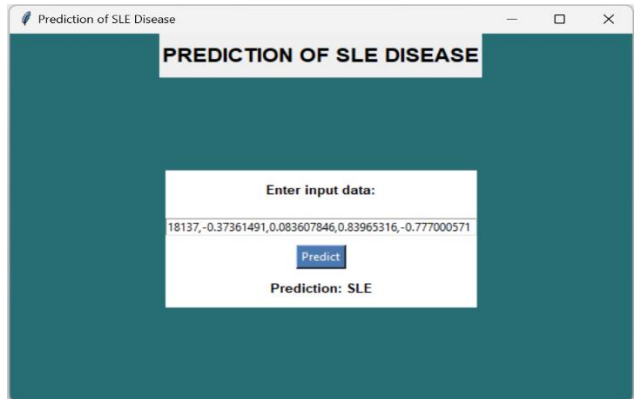 Prediction of SLE Disease
PREDICTION OF SLE DISEASE
Enter input data:
18137,-0.37361491,0.083607846,0.83965316,-0.777000571
Predict
Prediction: SLE